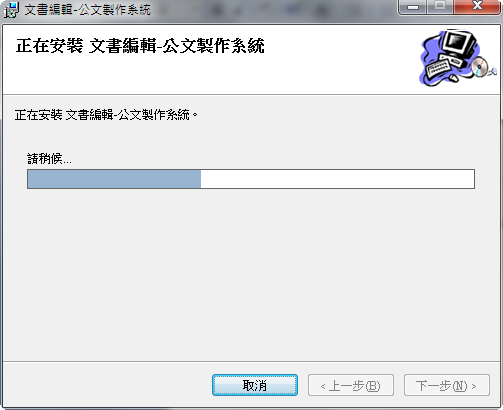 文書編輯-公文製作系統
正在安裝 文書編輯-公文製作系統
正在安裝 文書編輯-公文製作系統。
請稍候...
取消
< 上一步(B)
下一步(N) >